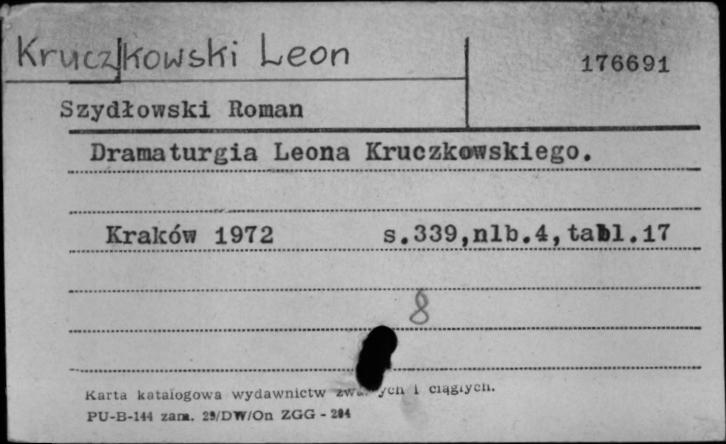 Kruczkowski Leon
176691
Szydłowski Roman
Dramaturgia Leona Kruczkowskiego.
Kraków 1972 s.339,nlb.4,tabl.17
8
Karta katalogowa wydawnictw i ciągłych.
PU-B-144 zam. 29/DW/On ZGG - 204